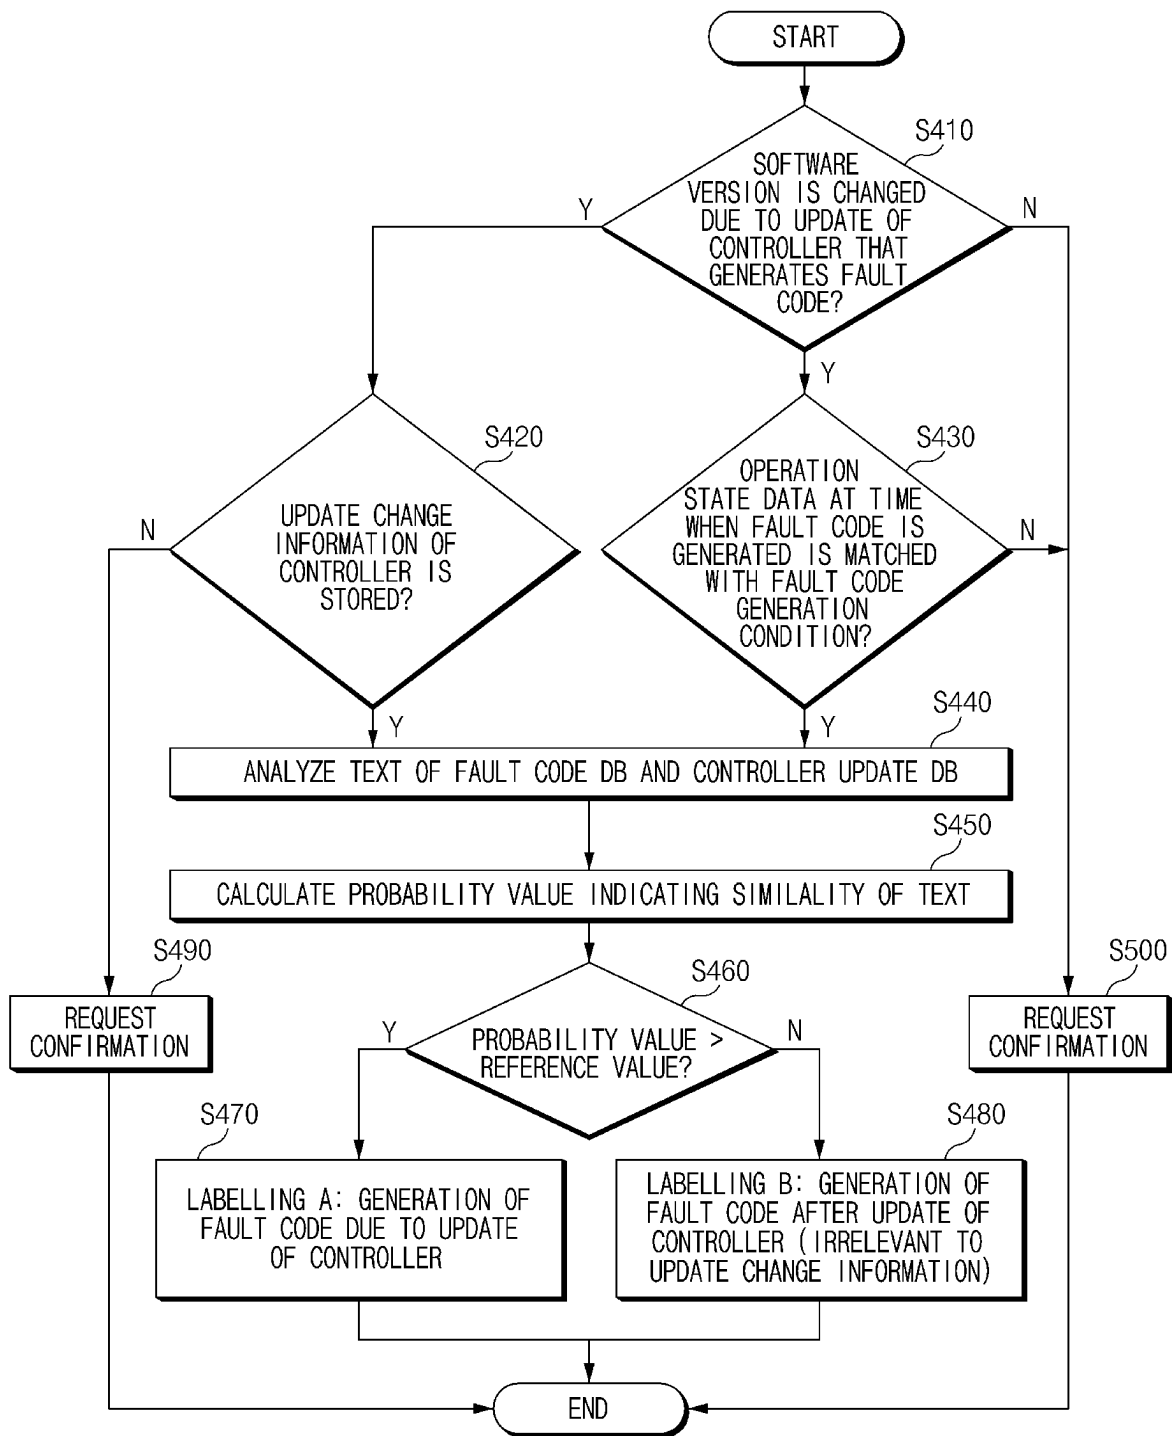 START
S410
SOFTWARE
VERSION IS CHANGED
DUE TO UPDATE OF
CONTROLLER THAT
GENERATES FAULT
CODE?
Y
N
Y
S420
UPDATE CHANGE
INFORMATION OF
CONTROLLER IS
STORED?
N
Y
S430
OPERATION
STATE DATA AT TIME
WHEN FAULT CODE IS
GENERATED IS MATCHED
WITH FAULT CODE
GENERATION
CONDITION?
N
Y
S440
ANALYZE TEXT OF FAULT CODE DB AND CONTROLLER UPDATE DB
S450
CALCULATE PROBABILITY VALUE INDICATING SIMILALITY OF TEXT
S490
REQUEST
CONFIRMATION
S460
PROBABILITY VALUE >
REFERENCE VALUE?
Y
N
S500
REQUEST
CONFIRMATION
S470
LABELLING A: GENERATION OF
FAULT CODE DUE TO UPDATE
OF CONTROLLER
S480
LABELLING B: GENERATION OF
FAULT CODE AFTER UPDATE OF
CONTROLLER (IRRELEVANT TO
UPDATE CHANGE INFORMATION)
END